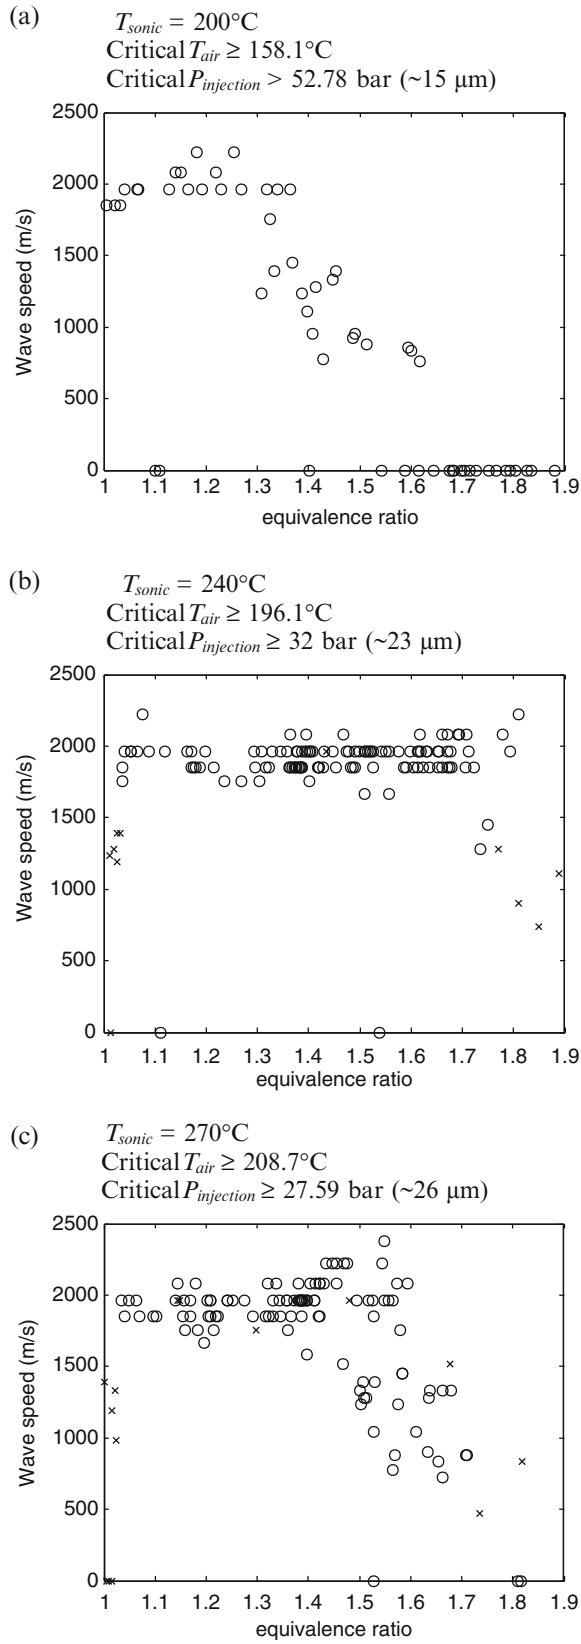 (a)
T_sonic = 200°C
Critical T_air ≥ 158.1°C
Critical P_injection > 52.78 bar (~15 μm)
2500
2000
1500
1000
500
0
Wave speed (m/s)
1 1.1 1.2 1.3 1.4 1.5 1.6 1.7 1.8 1.9
equivalence ratio
(b)
T_sonic = 240°C
Critical T_air ≥ 196.1°C
Critical P_injection ≥ 32 bar (~23 μm)
2500
2000
1500
1000
500
0
Wave speed (m/s)
1 1.1 1.2 1.3 1.4 1.5 1.6 1.7 1.8 1.9
equivalence ratio
(c)
T_sonic = 270°C
Critical T_air ≥ 208.7°C
Critical P_injection ≥ 27.59 bar (~26 μm)
2500
2000
1500
1000
500
0
Wave speed (m/s)
1 1.1 1.2 1.3 1.4 1.5 1.6 1.7 1.8 1.9
equivalence ratio